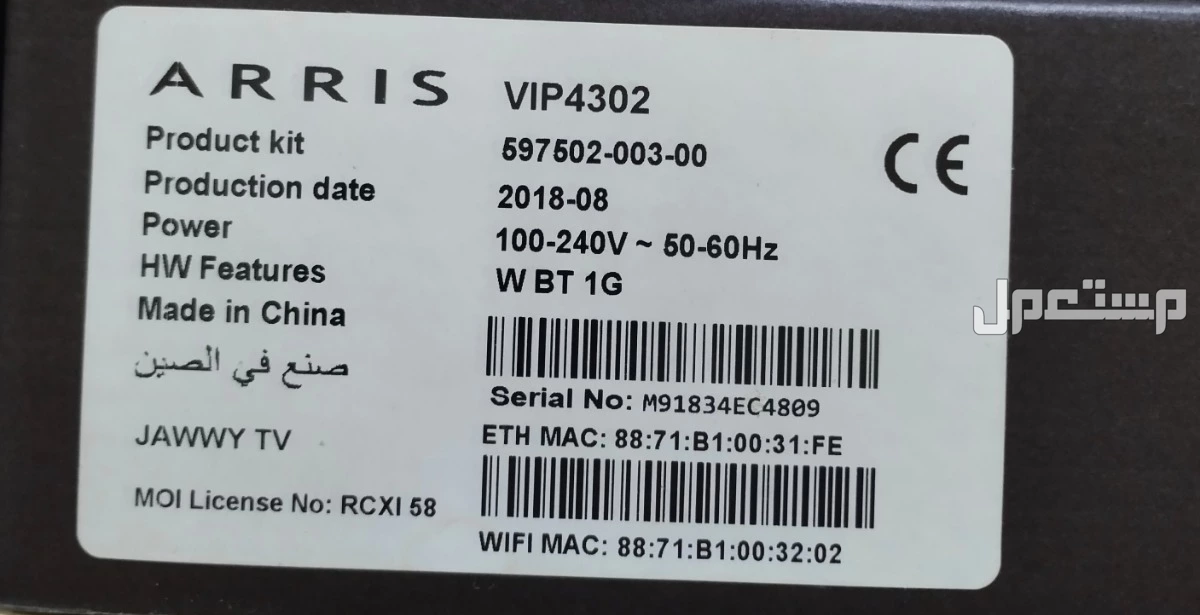 ARRIS VIP4302
Product kit 597502-003-00
Production date 2018-08
Power 100-240V ~ 50-60Hz
HW Features W BT 1G
Made in China
صنع في الصين
Serial No: M91834EC4809
JAWWY TV
ETH MAC: 88:71:B1:00:31:FE
MOI License No: RCXI 58
WIFI MAC: 88:71:B1:00:32:02
CE
مستعمل